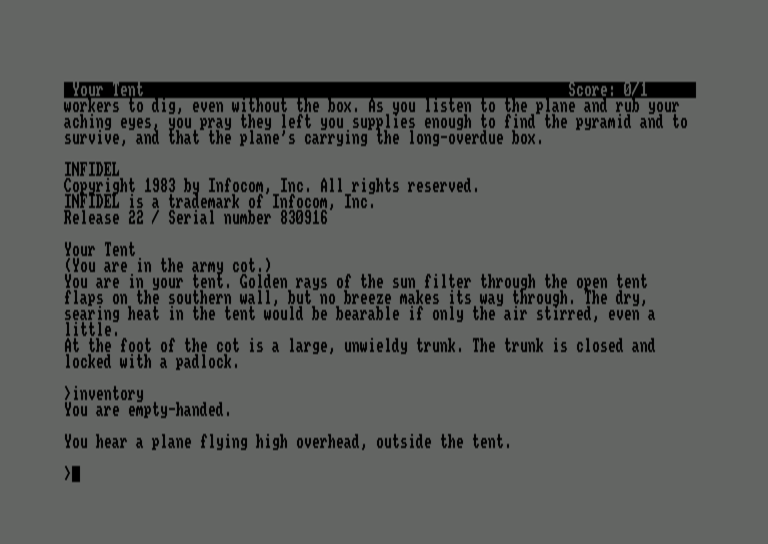 Your Tent Score: 0/1
workers to dig, even without the box. As you listen to the plane and rub your
aching eyes, you pray they left you supplies enough to find the pyramid and to
survive, and that the plane's carrying the long-overdue box.
INFIDEL
Copyright 1983 by Infocom, Inc. All rights reserved.
INFIDEL is a trademark of Infocom, Inc.
Release 22 / Serial number 830916
Your Tent
(You are in the army cot.)
You are in your tent. Golden rays of the sun filter through the open tent
flaps on the southern wall, but no breeze makes its way through. The dry,
searing heat in the tent would be bearable if only the air stirred, even a
little.
At the foot of the cot is a large, unwieldy trunk. The trunk is closed and
locked with a padlock.
>inventory
You are empty-handed.
You hear a plane flying high overhead, outside the tent.
>